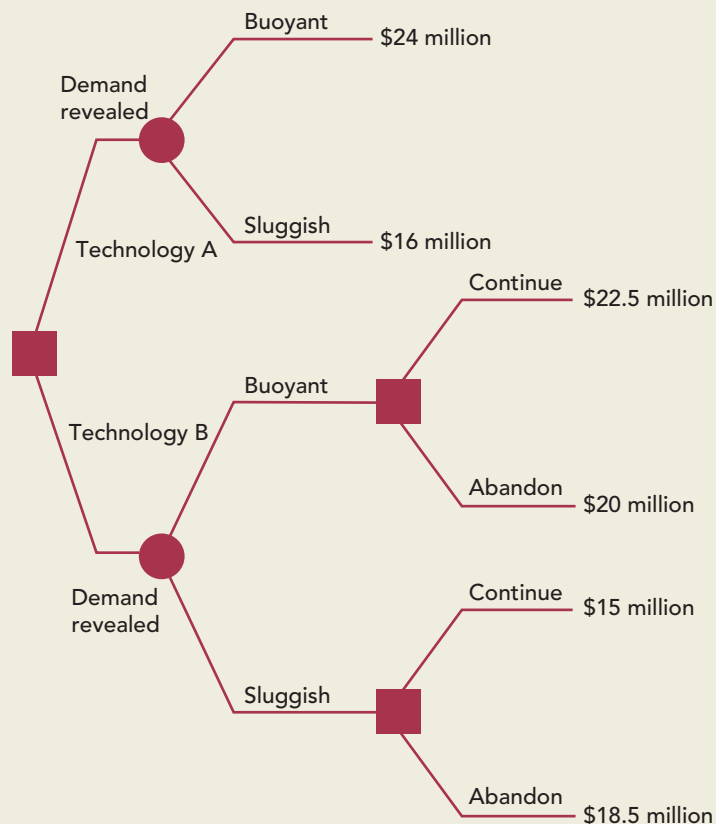 Buoyant
$24 million
Demand
revealed
Sluggish
$16 million
Technology A
Continue
$22.5 million
Buoyant
Technology B
Abandon
$20 million
Demand
revealed
Continue
$15 million
Sluggish
Abandon
$18.5 million